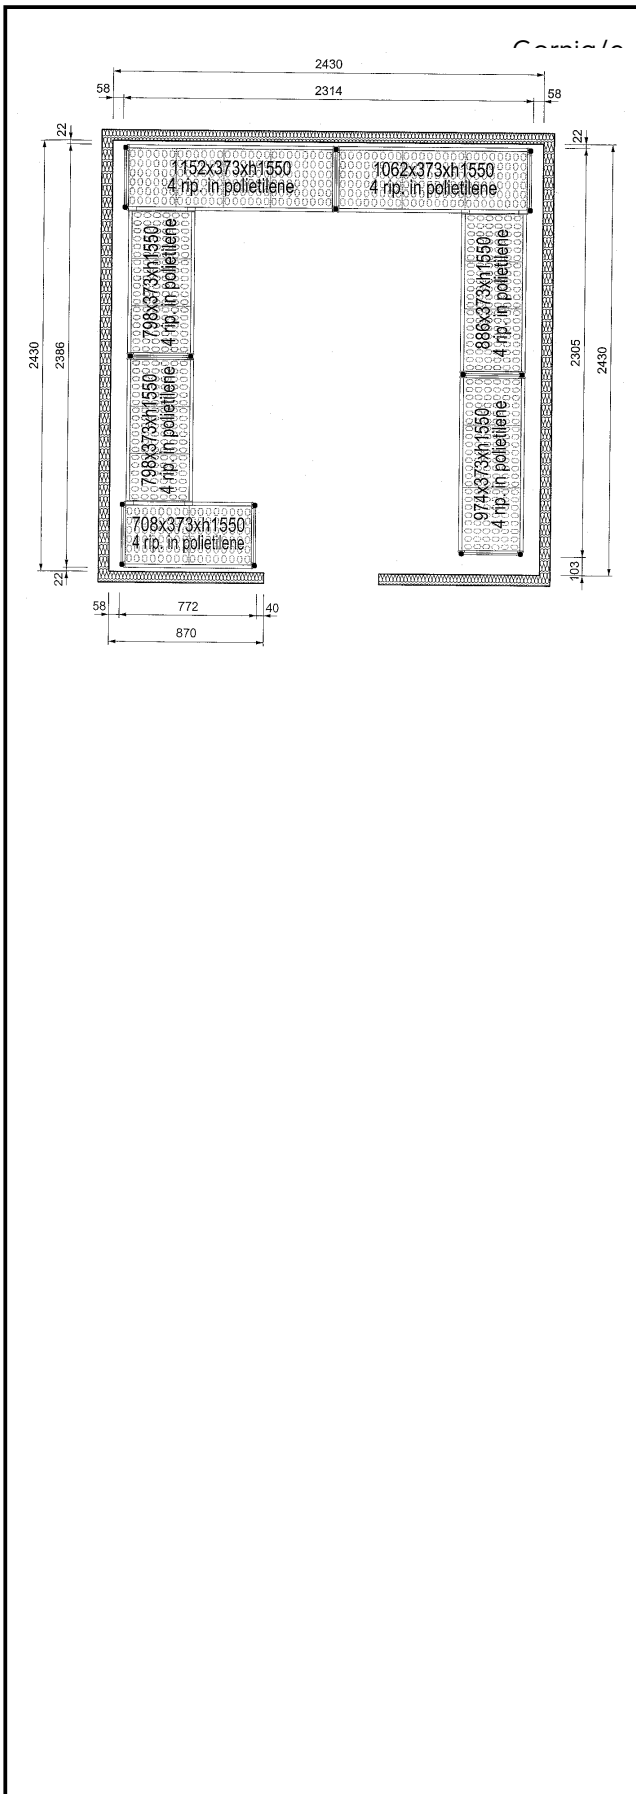 2430
58
2314
58
22
22
1152x373xh1550
4 rip. in polietilene
1062x373xh1550
4 rip. in polietilene
798x373xh1550
4 rip. in polietilene
886x373xh1550
4 rip. in polietilene
2430
2386
2305
2430
798x373xh1550
4 rip. in polietilene
974x373xh1550
4 rip. in polietilene
708x373xh1550
4 rip. in polietilene
22
103
58
772
40
870